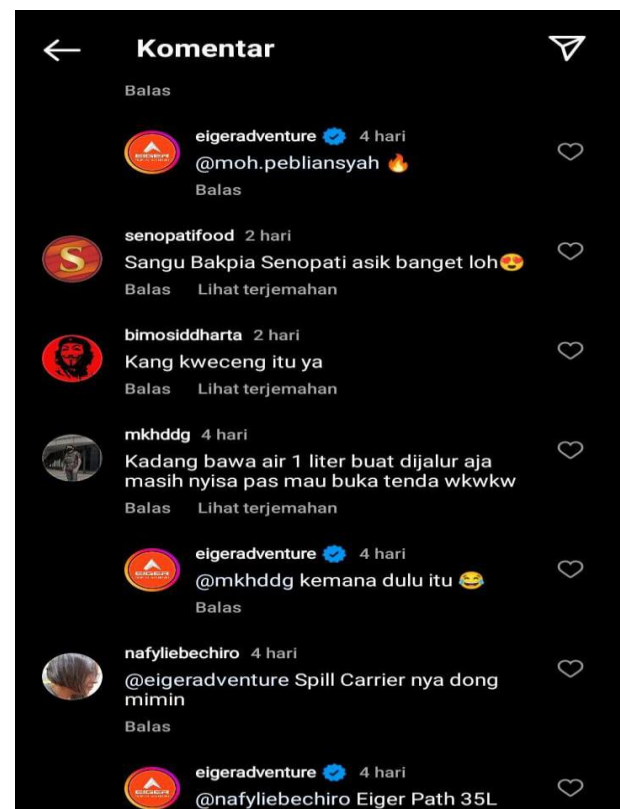 Komentar
Balas
eigeradventure 4 hari
@moh.pebliansyah 🔥
Balas
senopatifood 2 hari
Sangu Bakpia Senopati asik banget loh😍
Balas Lihat terjemahan
bimosiddharta 2 hari
Kang kweceng itu ya
Balas Lihat terjemahan
mkhddg 4 hari
Kadang bawa air 1 liter buat dijalur aja
masih nyisa pas mau buka tenda wkwkw
Balas Lihat terjemahan
eigeradventure 4 hari
@mkhddg kemana dulu itu 😂
Balas
nafyliebechiro 4 hari
@eigeradventure Spill Carrier nya dong
mimin
Balas
eigeradventure 4 hari
@nafyliebechiro Eiger Path 35L